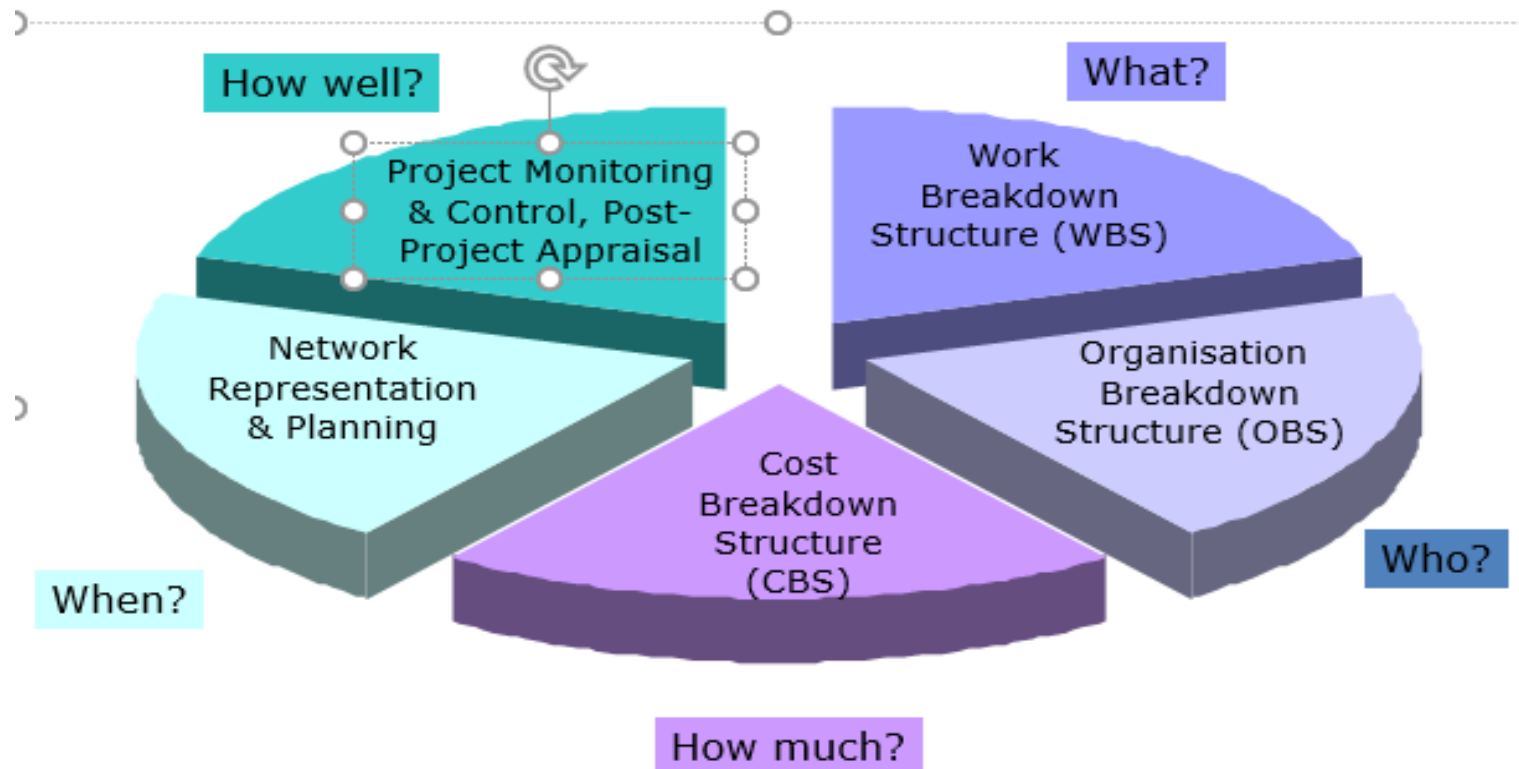 How well?
What?
Project Monitoring
& Control, Post-
Project Appraisal
Work
Breakdown
Structure (WBS)
Network
Representation
& Planning
Organisation
Breakdown
Structure (OBS)
Cost
Breakdown
Structure
(CBS)
When?
Who?
How much?